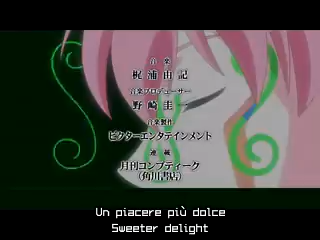 音楽
梶浦由記
音楽プロデューサー
野崎圭一
音楽製作
ビクターエンタテインメント
連載
月刊コンプティーク
(角川書店)
Un piacere più dolce
Sweeter delight